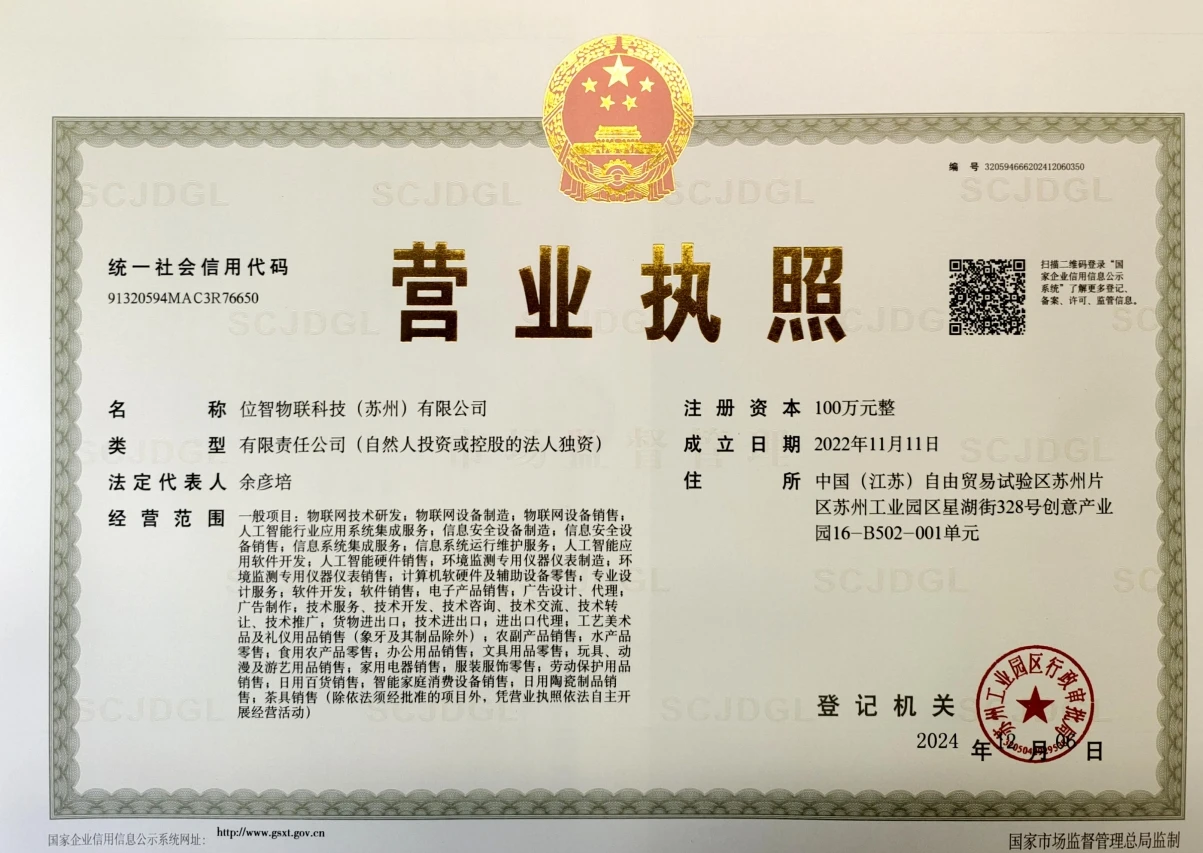 编 号 320594666202412060350
统一社会信用代码
91320594MAC3R76650
营业执照
扫描二维码登录“国
家企业信用信息公示
系统”了解更多登记、
备案、许可、监管信息。
名 称 位智物联科技（苏州）有限公司
类 型 有限责任公司（自然人投资或控股的法人独资）
法定代表人 余彦培
经营范围 一般项目：物联网技术研发；物联网设备制造；物联网设备销售；
人工智能行业应用系统集成服务；信息安全设备制造；信息安全设
备销售；信息系统集成服务；信息系统运行维护服务；人工智能应
用软件开发；人工智能硬件销售；环境监测专用仪器仪表制造；环
境监测专用仪器仪表销售；计算机软硬件及辅助设备零售；专业设
计服务；软件开发；软件销售；电子产品销售；广告设计、代理；
广告制作；技术服务、技术开发、技术咨询、技术交流、技术转
让、技术推广；货物进出口；技术进出口；进出口代理；工艺美术
品及礼仪用品销售（象牙及其制品除外）；农副产品销售；水产品
零售；食用农产品零售；办公用品销售；文具用品零售；玩具、动
漫及游艺用品销售；家用电器销售；服装服饰零售；劳动保护用品
销售；日用百货销售；智能家庭消费设备销售；日用陶瓷制品销
售；茶具销售（除依法须经批准的项目外，凭营业执照依法自主开
展经营活动）
注册资本 100万元整
成立日期 2022年11月11日
住 所 中国（江苏）自由贸易试验区苏州片
区苏州工业园区星湖街328号创意产业
园16-B502-001单元
登记机关
苏州工业园区行政审批局
2024 年 12 月 06 日
国家企业信用信息公示系统网址： http://www.gsxt.gov.cn
国家市场监督管理总局监制
SCJDGL